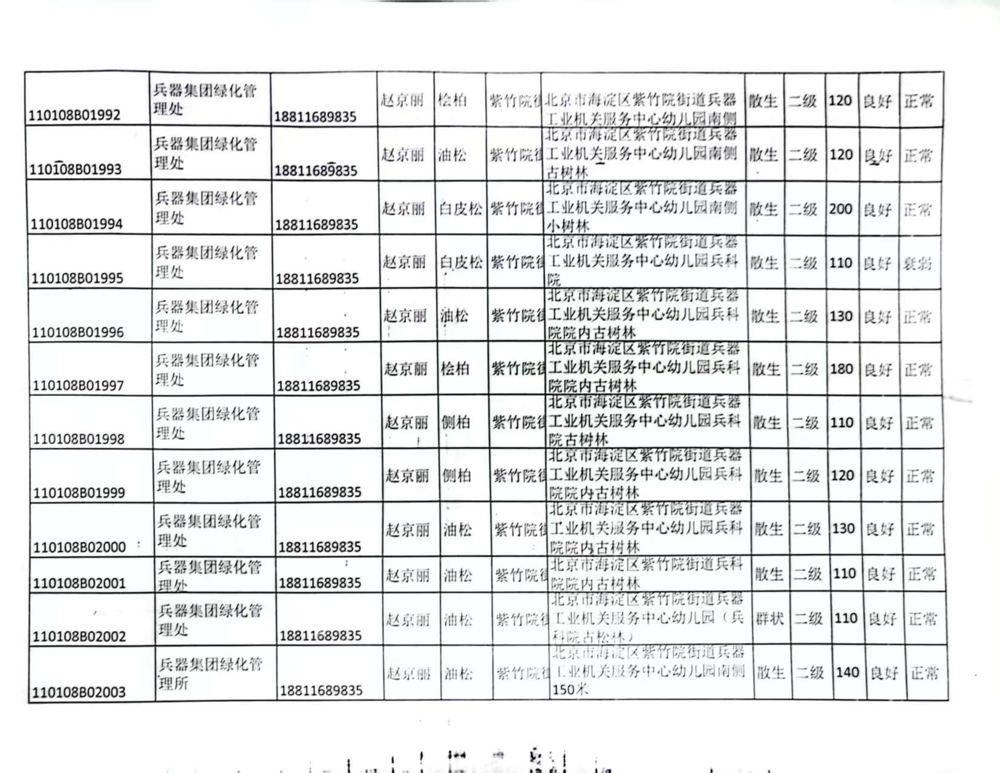 兵器集团绿化管
理处
110108B01992
18811689835
赵京丽
桧柏
紫竹院街
北京市海淀区紫竹院街道兵器
工业机关服务中心幼儿园南侧
散生
二级
120
良好
正常
兵器集团绿化管
理处
110108B01993
18811689835
赵京丽
油松
紫竹院街
北京市海淀区紫竹院街道兵器
工业机关服务中心幼儿园南侧
古树林
散生
二级
120
良好
正常
兵器集团绿化管
理处
110108B01994
18811689835
赵京丽
白皮松
紫竹院街
北京市海淀区紫竹院街道兵器
工业机关服务中心幼儿园南侧
小树林
散生
二级
200
良好
正常
兵器集团绿化管
理处
110108B01995
18811689835
赵京丽
白皮松
紫竹院街
北京市海淀区紫竹院街道兵器
工业机关服务中心幼儿园兵科
院
散生
二级
110
良好
衰弱
兵器集团绿化管
理处
110108B01996
18811689835
赵京丽
油松
紫竹院街
北京市海淀区紫竹院街道兵器
工业机关服务中心幼儿园兵科
院院内古树林
散生
二级
130
良好
正常
兵器集团绿化管
理处
110108B01997
18811689835
赵京丽
桧柏
紫竹院街
北京市海淀区紫竹院街道兵器
工业机关服务中心幼儿园兵科
院院内古树林
散生
二级
180
良好
正常
兵器集团绿化管
理处
110108B01998
18811689835
赵京丽
侧柏
紫竹院街
北京市海淀区紫竹院街道兵器
工业机关服务中心幼儿园兵科
院古树林
散生
二级
110
良好
正常
兵器集团绿化管
理处
110108B01999
18811689835
赵京丽
侧柏
紫竹院街
北京市海淀区紫竹院街道兵器
工业机关服务中心幼儿园兵科
院院内古树林
散生
二级
120
良好
正常
兵器集团绿化管
理处
110108B02000
18811689835
赵京丽
油松
紫竹院街
北京市海淀区紫竹院街道兵器
工业机关服务中心幼儿园兵科
院院内古树林
散生
二级
130
良好
正常
兵器集团绿化管
理处
110108B02001
18811689835
赵京丽
油松
紫竹院街
北京市海淀区紫竹院街道兵科
院院内古树林
散生
二级
110
良好
正常
兵器集团绿化管
理处
110108B02002
18811689835
赵京丽
油松
紫竹院街
北京市海淀区紫竹院街道兵器
工业机关服务中心幼儿园（兵
科院古松林）
群状
二级
110
良好
正常
兵器集团绿化管
理所
110108B02003
18811689835
赵京丽
油松
紫竹院街
北京市海淀区紫竹院街道兵器
工业机关服务中心幼儿园南侧
150米
散生
二级
140
良好
正常